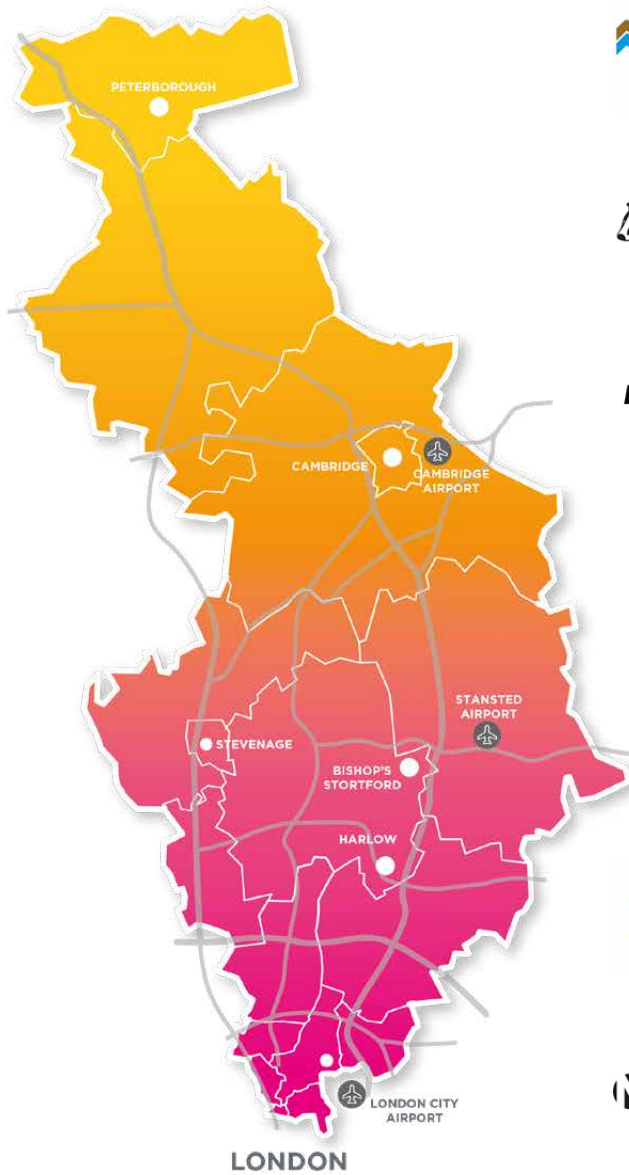 PETERBOROUGH
CAMBRIDGE
CAMBRIDGE
AIRPORT
STANSTED
AIRPORT
STEVENAGE
BISHOP'S
STORTFORD
HARLOW
LONDON CITY
AIRPORT
LONDON